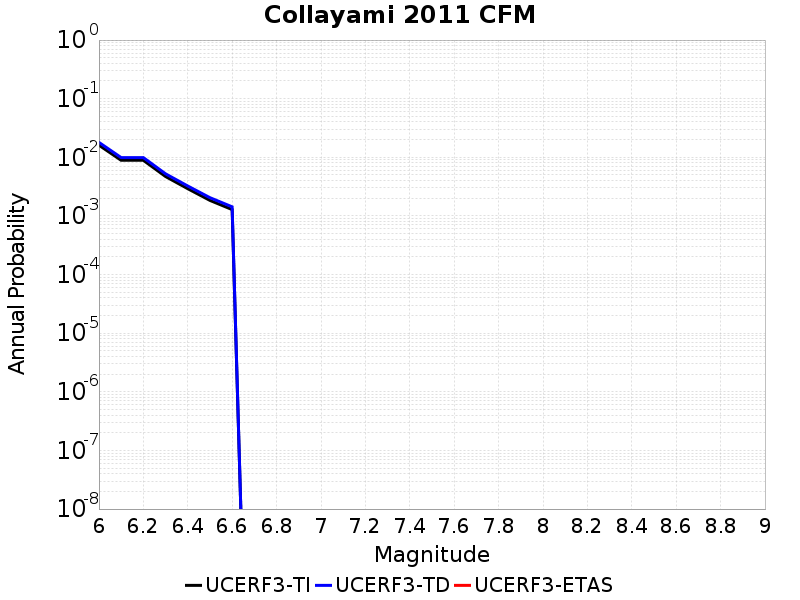 Collayami 2011 CFM
10^0
10^-1
10^-2
10^-3
10^-4
10^-5
10^-6
10^-7
10^-8
Annual Probability
6 6.2 6.4 6.6 6.8 7 7.2 7.4 7.6 7.8 8 8.2 8.4 8.6 8.8 9
Magnitude
UCERF3-TI UCERF3-TD UCERF3-ETAS